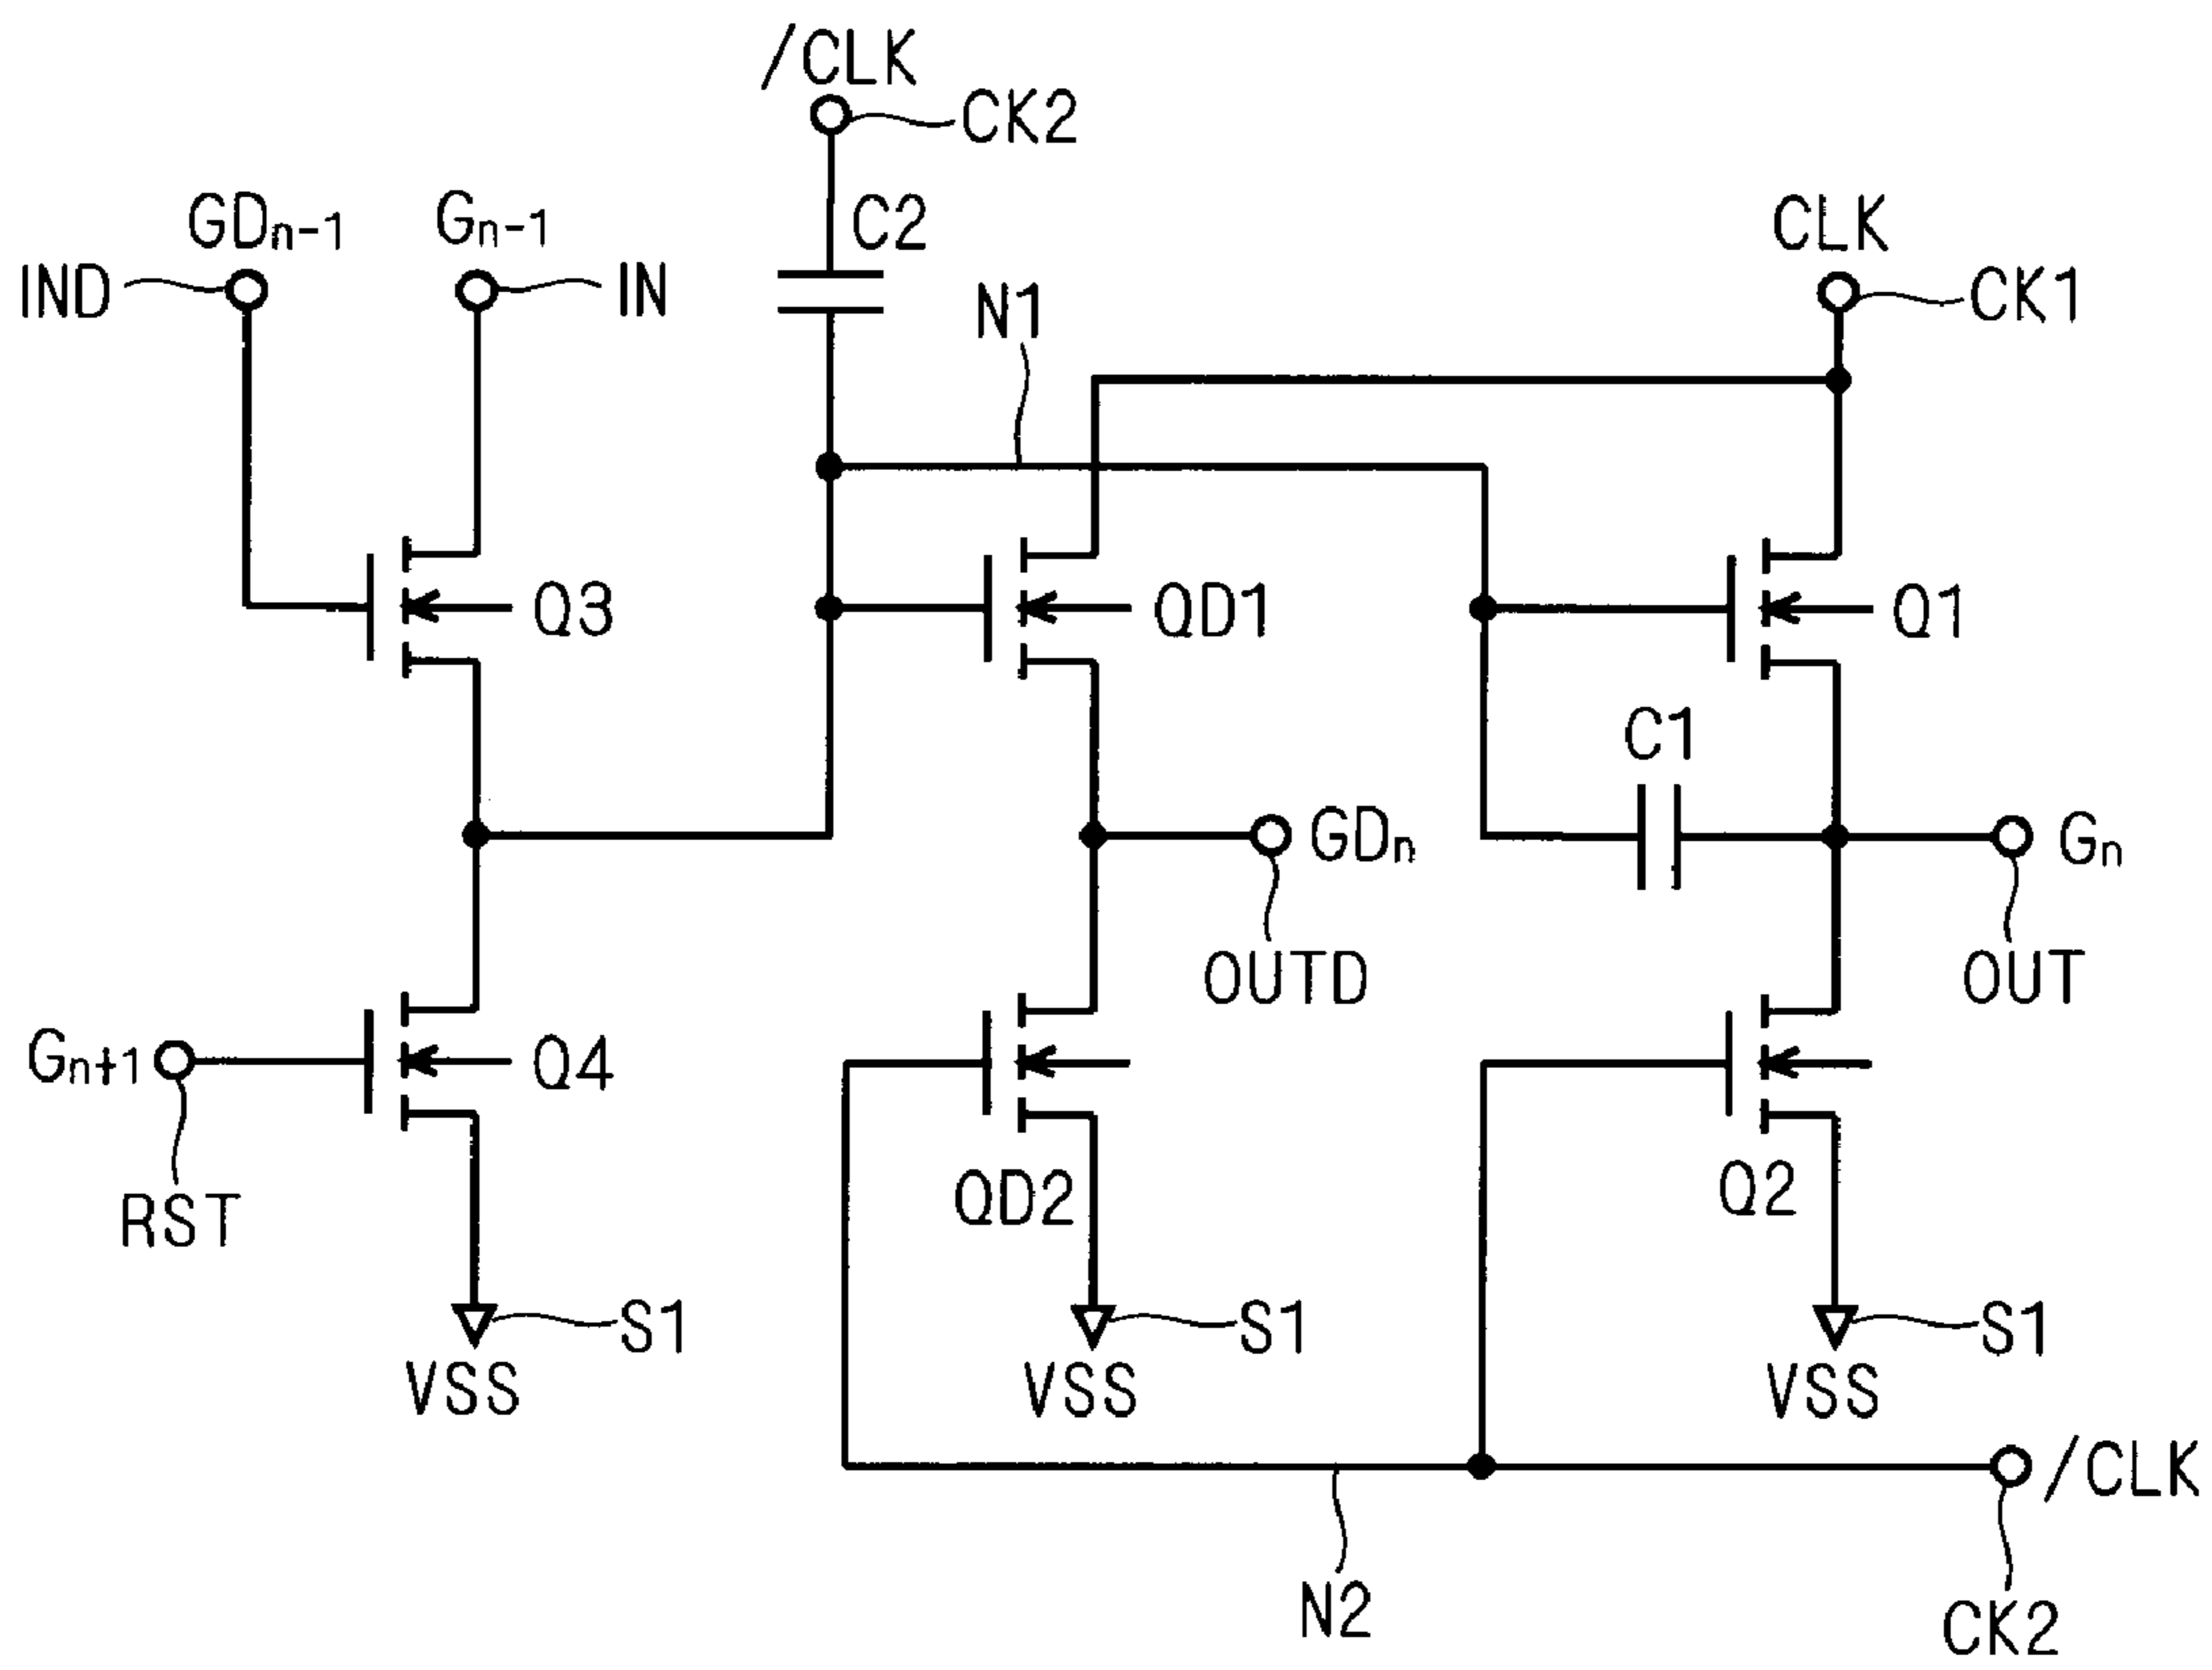 /CLK
CK2
GDn-1
Gn-1
C2
CLK
IND
IN
N1
CK1
Q3
QD1
Q1
C1
GDn
Gn
OUTD
OUT
Gn+1
Q4
RST
QD2
Q2
S1
S1
S1
VSS
VSS
VSS
/CLK
N2
CK2